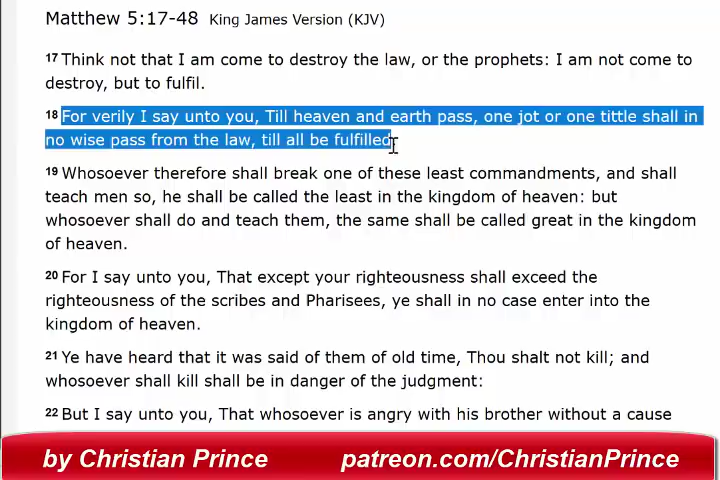 Matthew 5:17-48 King James Version (KJV)
17 Think not that I am come to destroy the law, or the prophets: I am not come to
destroy, but to fulfil.
18 For verily I say unto you, Till heaven and earth pass, one jot or one tittle shall in
no wise pass from the law, till all be fulfilled
19 Whosoever therefore shall break one of these least commandments, and shall
teach men so, he shall be called the least in the kingdom of heaven: but
whosoever shall do and teach them, the same shall be called great in the kingdom
of heaven.
20 For I say unto you, That except your righteousness shall exceed the
righteousness of the scribes and Pharisees, ye shall in no case enter into the
kingdom of heaven.
21 Ye have heard that it was said of them of old time, Thou shalt not kill; and
whosoever shall kill shall be in danger of the judgment:
22 But I say unto you, That whosoever is angry with his brother without a cause
by Christian Prince patreon.com/ChristianPrince